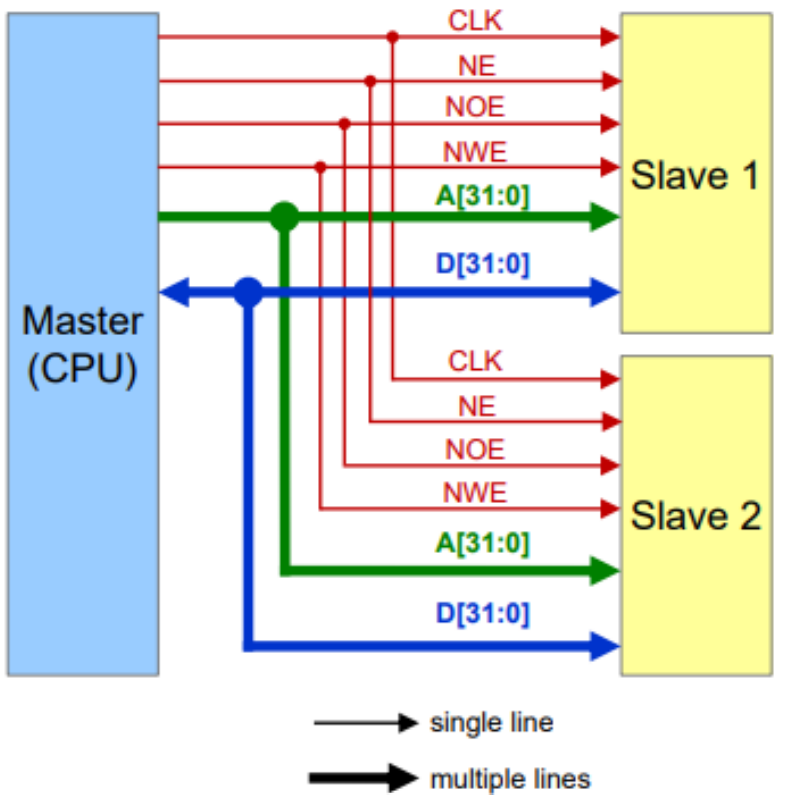 CLK
NE
NOE
NWE
A[31:0]
D[31:0]
Slave 1
Master
(CPU)
CLK
NE
NOE
NWE
A[31:0]
D[31:0]
Slave 2
single line
multiple lines